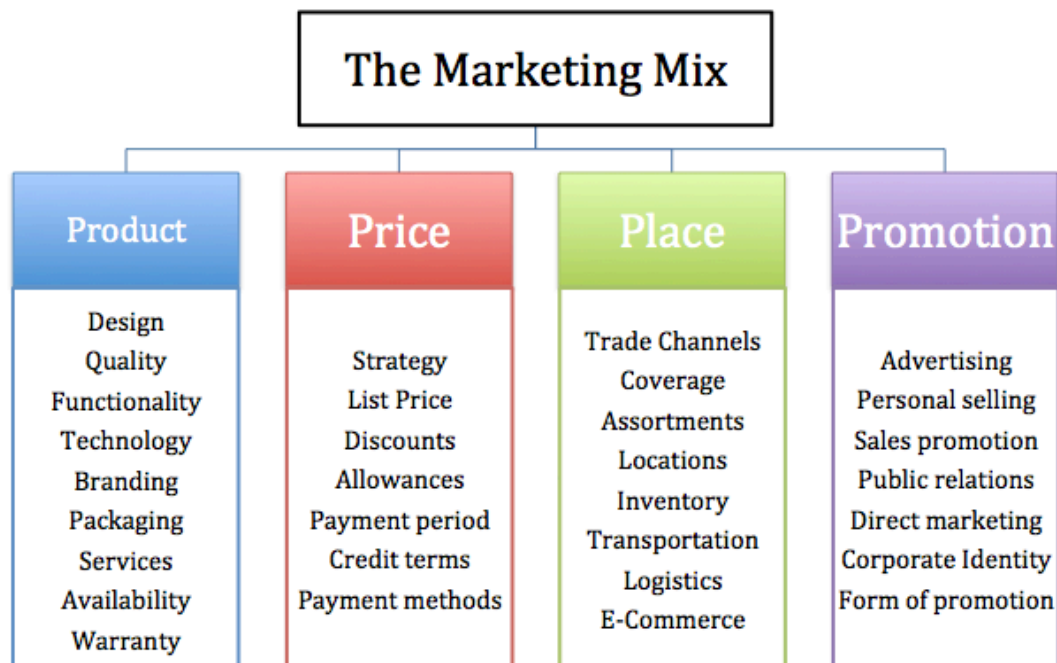 The Marketing Mix
Product
Design
Quality
Functionality
Technology
Branding
Packaging
Services
Availability
Warranty
Price
Strategy
List Price
Discounts
Allowances
Payment period
Credit terms
Payment methods
Place
Trade Channels
Coverage
Assortments
Locations
Inventory
Transportation
Logistics
E-Commerce
Promotion
Advertising
Personal selling
Sales promotion
Public relations
Direct marketing
Corporate Identity
Form of promotion